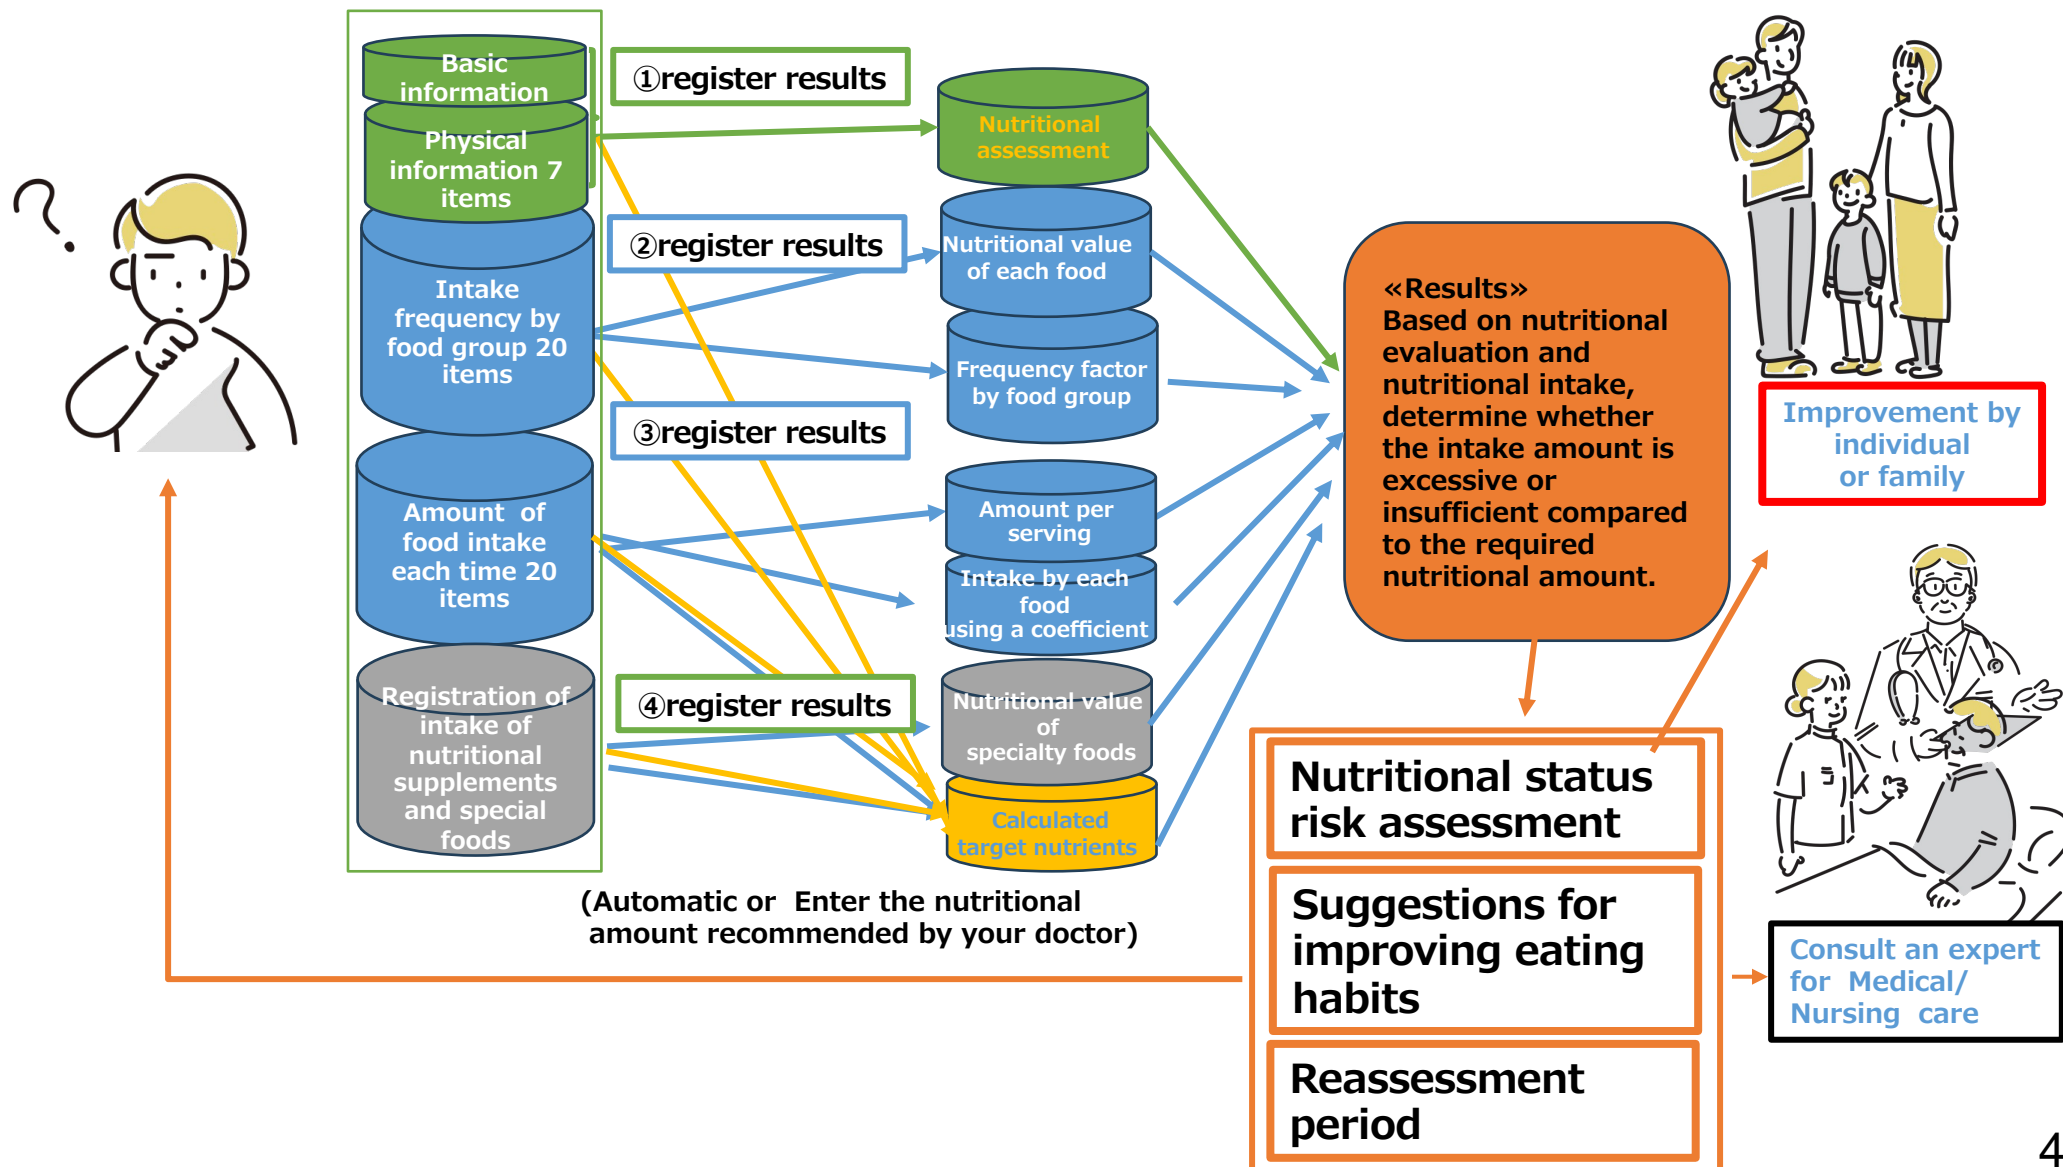 Basic
information
Physical
information 7
items
Intake
frequency by
food group 20
items
Amount of
food intake
each time 20
items
Registration of
intake of
nutritional
supplements
and special
foods
①register results
②register results
③register results
④register results
Nutritional
assessment
Nutritional value
of each food
Frequency factor
by food group
Amount per
serving
Intake by each
food
using a coefficient
Nutritional value
of
specialty foods
Calculated
target nutrients
(Automatic or Enter the nutritional
amount recommended by your doctor)
«Results»
Based on nutritional
evaluation and
nutritional intake,
determine whether
the intake amount is
excessive or
insufficient compared
to the required
nutritional amount.
Nutritional status
risk assessment
Suggestions for
improving eating
habits
Reassessment
period
Improvement by
individual
or family
Consult an expert
for Medical/
Nursing care
4